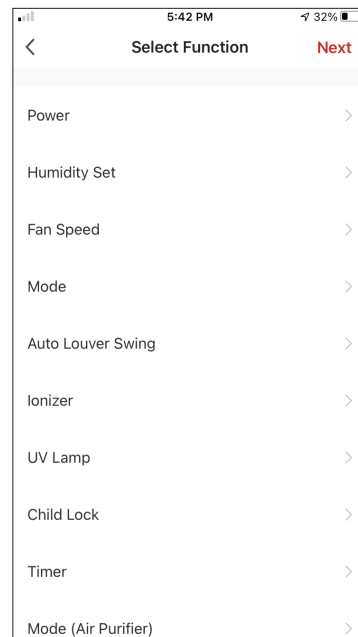 5:42 PM 32%
Select Function Next
Power
Humidity Set
Fan Speed
Mode
Auto Louver Swing
Ionizer
UV Lamp
Child Lock
Timer
Mode (Air Purifier)